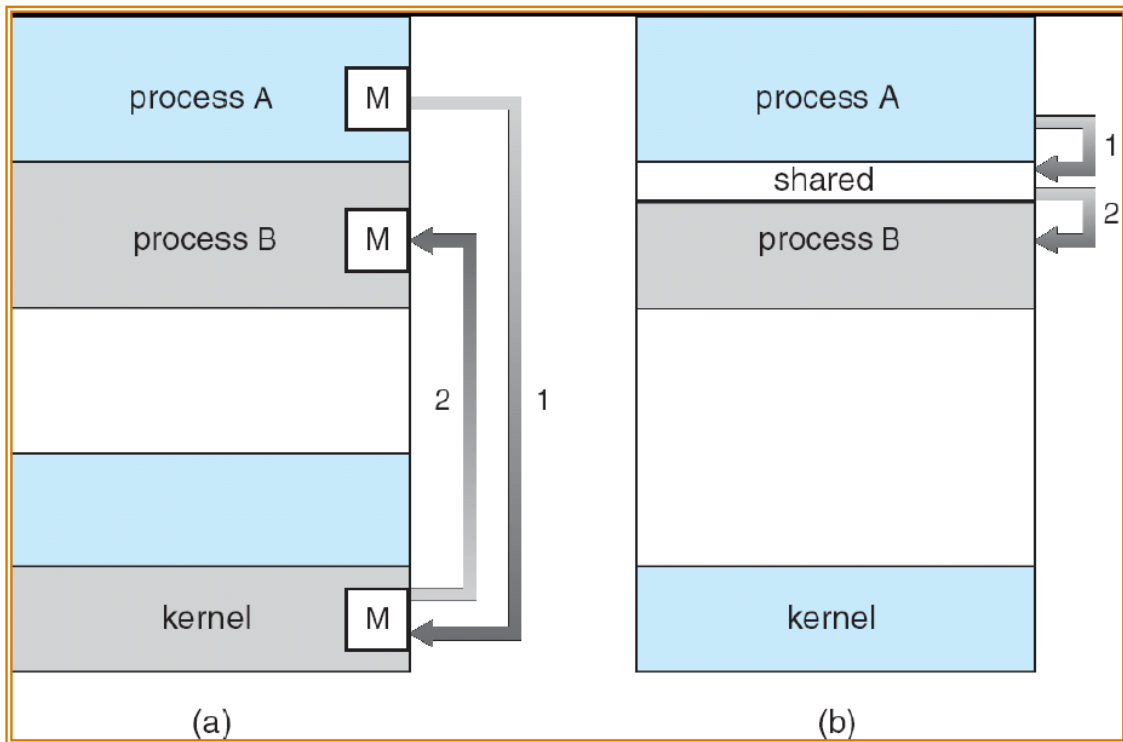 process A
M
process B
M
2
1
kernel
M
(a)
process A
1
shared
2
process B
kernel
(b)